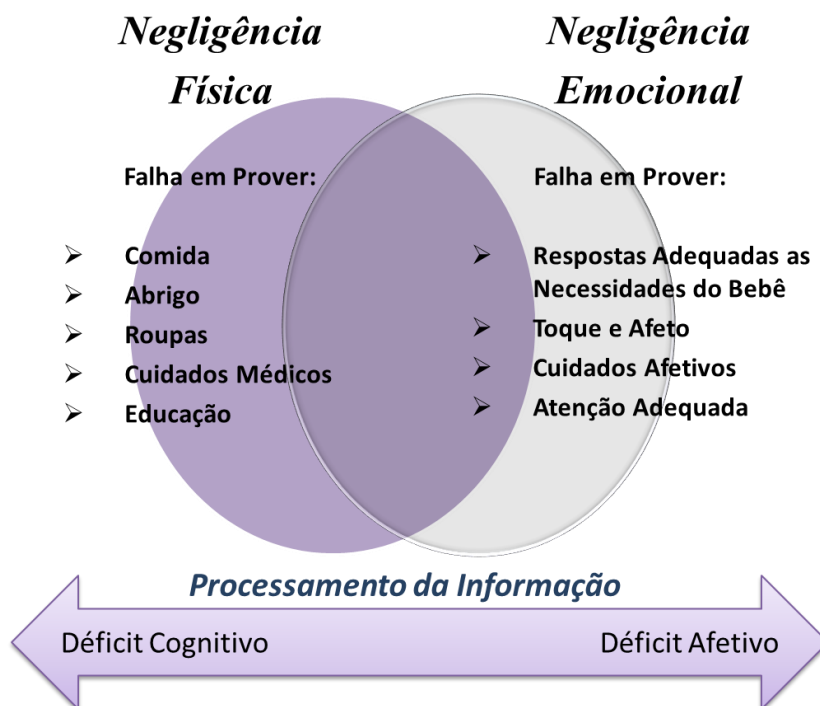 Negligência
Física
Falha em Prover:
➢ Comida
➢ Abrigo
➢ Roupas
➢ Cuidados Médicos
➢ Educação
Negligência
Emocional
Falha em Prover:
➢ Respostas Adequadas as
Necessidades do Bebê
➢ Toque e Afeto
➢ Cuidados Afetivos
➢ Atenção Adequada
Processamento da Informação
Déficit Cognitivo
Déficit Afetivo